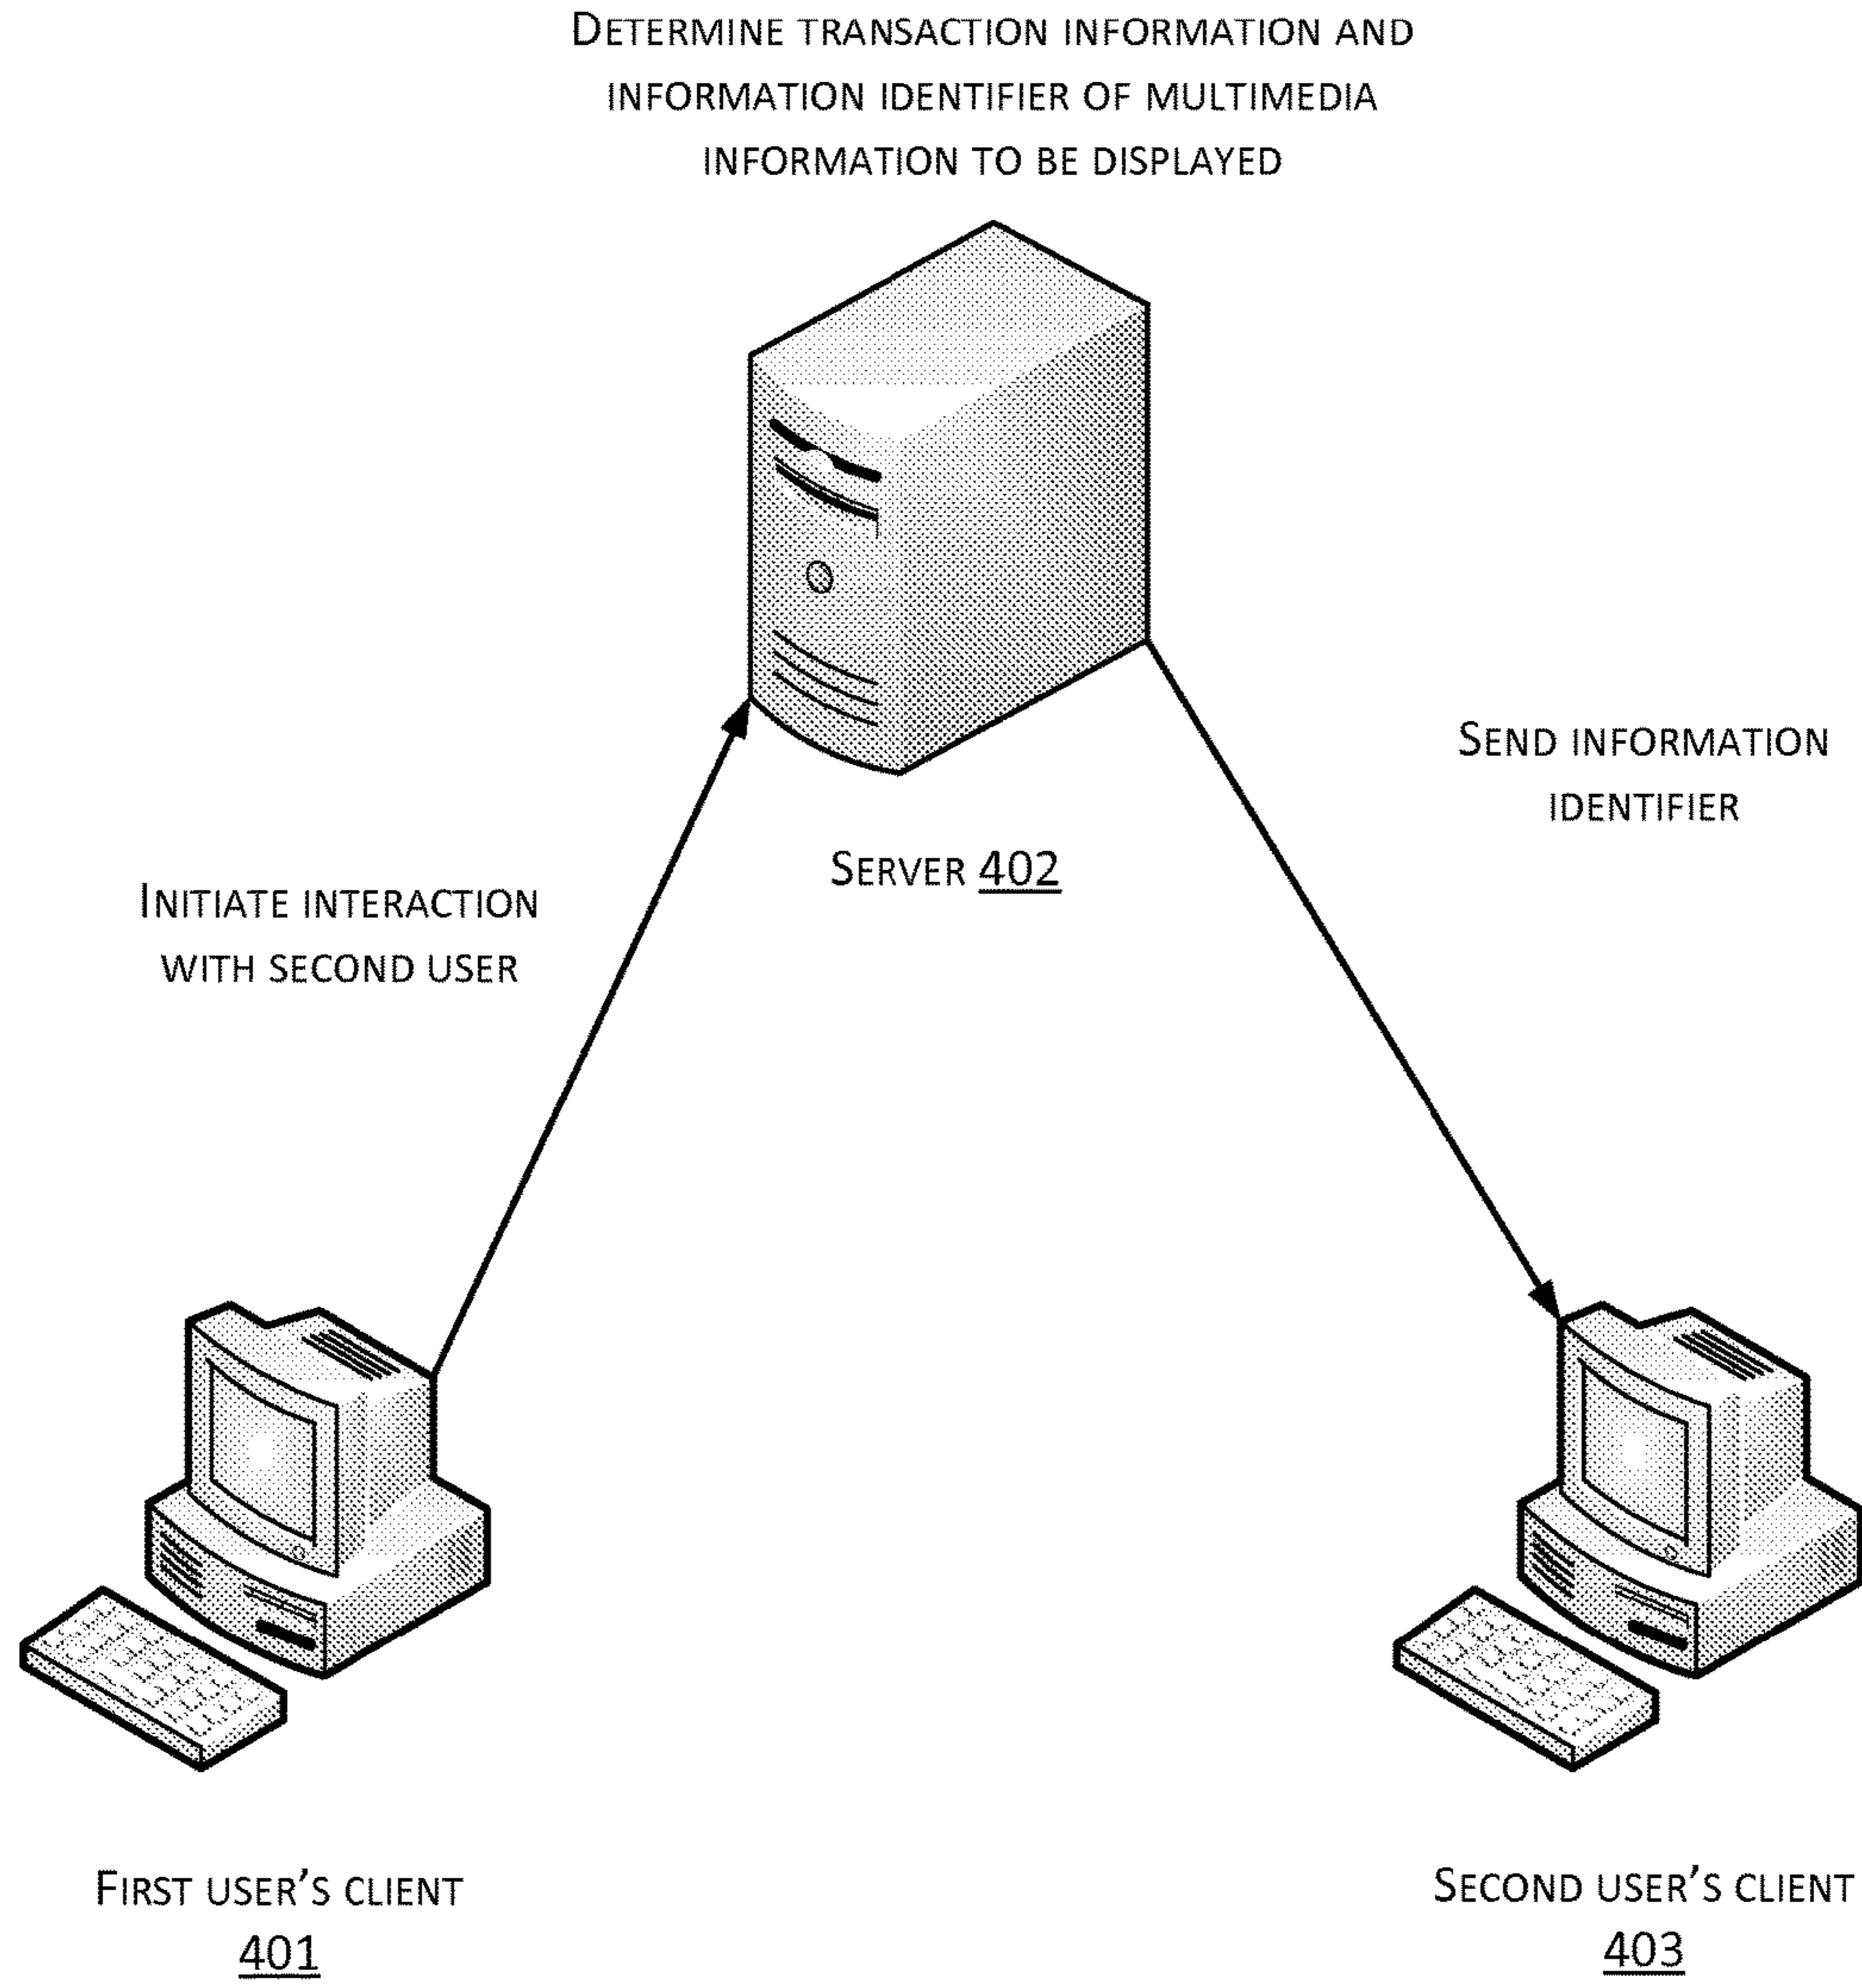 DETERMINE TRANSACTION INFORMATION AND
INFORMATION IDENTIFIER OF MULTIMEDIA
INFORMATION TO BE DISPLAYED
SEND INFORMATION
IDENTIFIER
SERVER 402
INITIATE INTERACTION
WITH SECOND USER
FIRST USER’S CLIENT
401
SECOND USER’S CLIENT
403